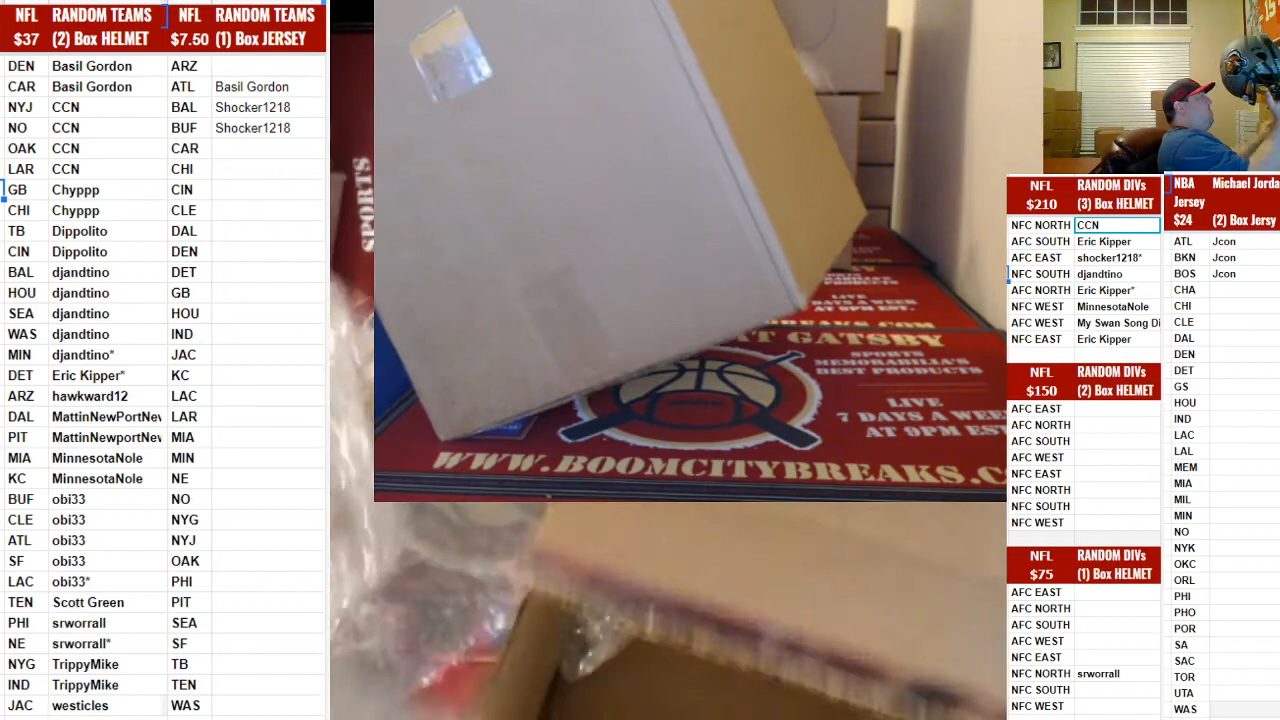 NFL RANDOM TEAMS NFL RANDOM TEAMS
$37 (2) Box HELMET $7.50 (1) Box JERSEY
DEN Basil Gordon ARZ
CAR Basil Gordon ATL Basil Gordon
NYJ CCN BAL Shocker1218
NO CCN BUF Shocker1218
OAK CCN CAR
LAR CCN CHI
GB Chyppp CIN
CHI Chyppp CLE
TB Dippolito DAL
CIN Dippolito DEN
BAL djandtino DET
HOU djandtino GB
SEA djandtino HOU
WAS djandtino IND
MIN djandtino* JAC
DET Eric Kipper* KC
ARZ hawkward12 LAC
DAL MattinNewPortNew LAR
PIT MattinNewportNew MIA
MIA MinnesotaNole MIN
KC MinnesotaNole NE
BUF obi33 NO
CLE obi33 NYG
ATL obi33 NYJ
SF obi33 OAK
LAC obi33* PHI
TEN Scott Green PIT
PHI srworrall SEA
NE srworrall* SF
NYG TrippyMike TB
IND TrippyMike TEN
JAC westicles WAS
SPORTS
AT GATSBY
SPORTS
MEMORABILIA'S
BEST PRODUCTS
LIVE
7 DAYS A WEEK
AT 9PM EST.
WWW.BOOMCITYBREAKS.C
NFL RANDOM DIVs
$210 (3) Box HELMET
NFC NORTH CCN
AFC SOUTH Eric Kipper
AFC EAST shocker1218*
NFC SOUTH djandtino
AFC NORTH Eric Kipper*
NFC WEST MinnesotaNole
AFC WEST My Swan Song Di
NFC EAST Eric Kipper
NFL RANDOM DIVs
$150 (2) Box HELMET
AFC EAST
AFC NORTH
AFC SOUTH
AFC WEST
NFC EAST
NFC NORTH
NFC SOUTH
NFC WEST
NFL RANDOM DIVs
$75 (1) Box HELMET
AFC EAST
AFC NORTH
AFC SOUTH
AFC WEST
NFC EAST
NFC NORTH srworrall
NFC SOUTH
NFC WEST
NBA Michael Jorda
Jersey
$24 (2) Box Jersy
ATL Jcon
BKN Jcon
BOS Jcon
CHA
CHI
CLE
DAL
DEN
DET
GS
HOU
IND
LAC
LAL
MEM
MIA
MIL
MIN
NO
NYK
OKC
ORL
PHI
PHO
POR
SA
SAC
TOR
UTA
WAS